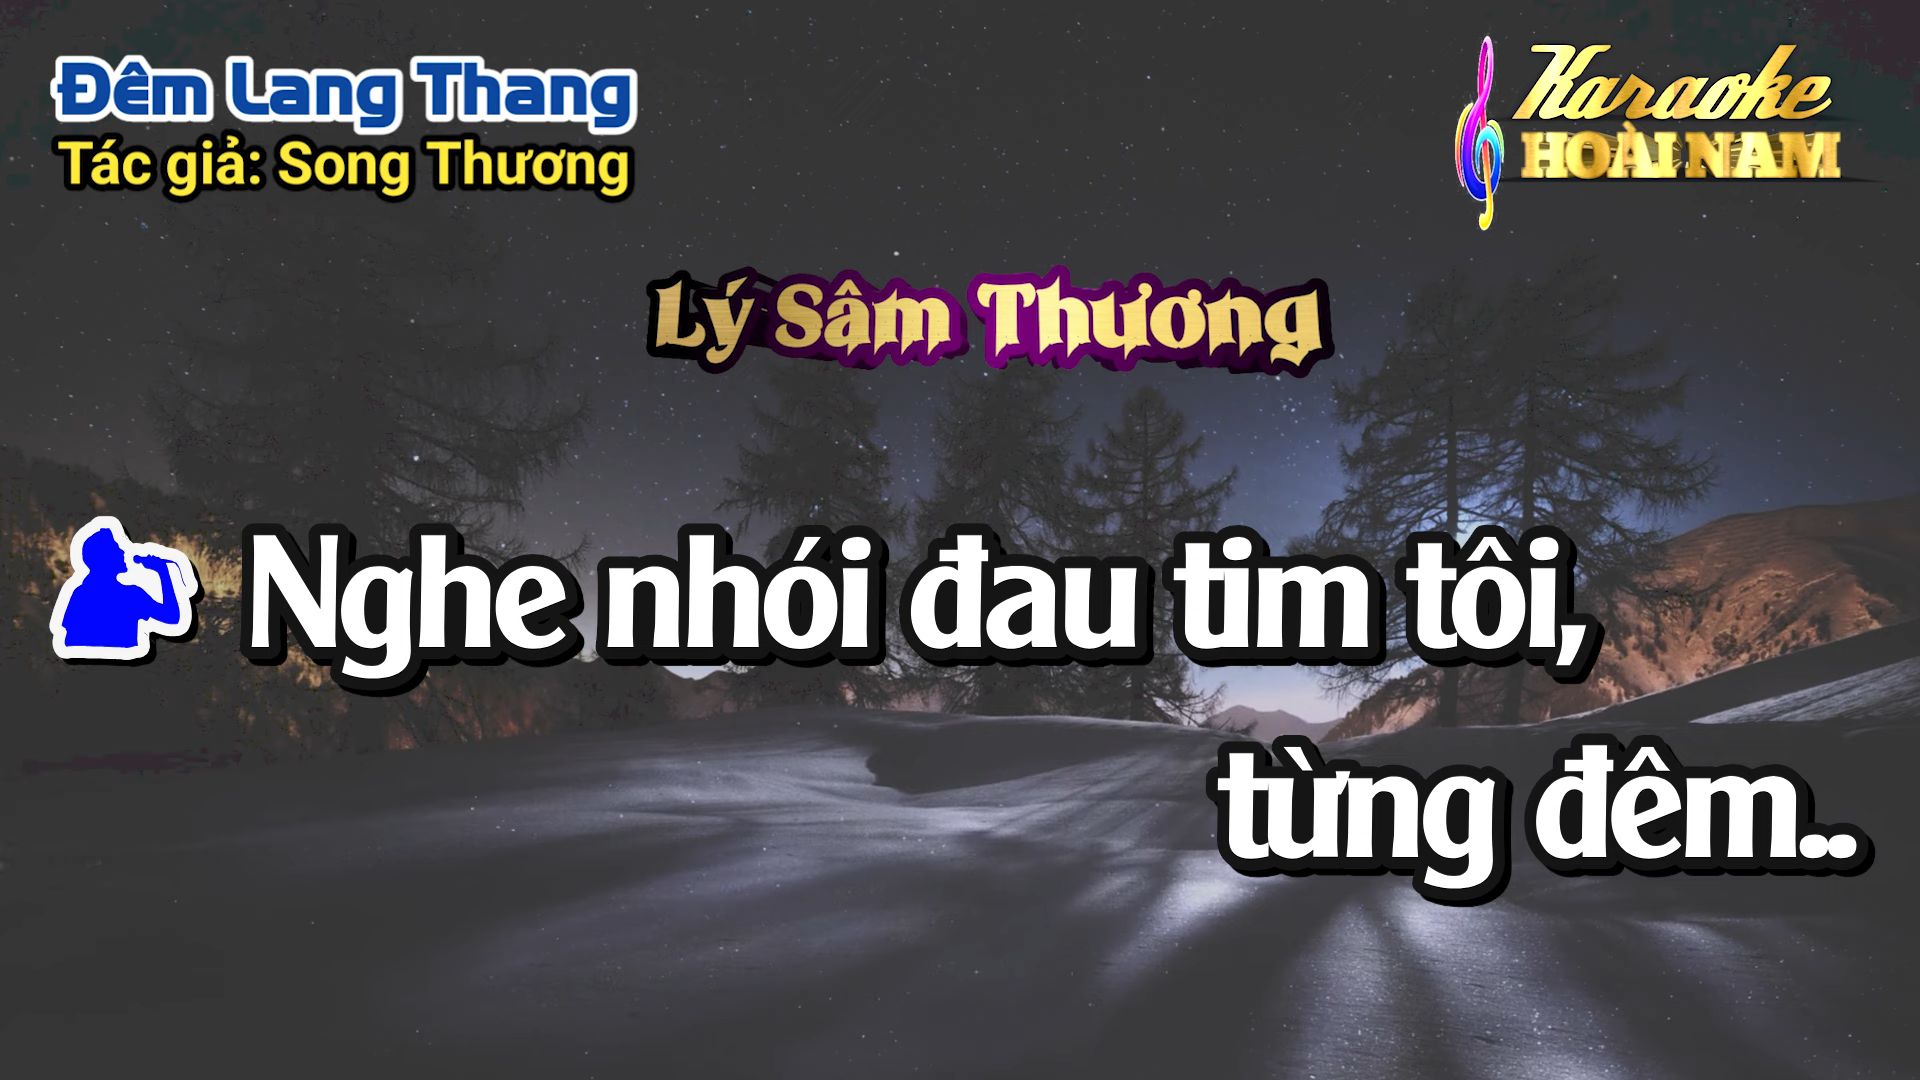 Đêm Lang Thang
Tác giả: Song Thương
Karaoke
HOÀI NAM
Lý Sâm Thương
Nghe nhói đau tim tôi,
từng đêm..